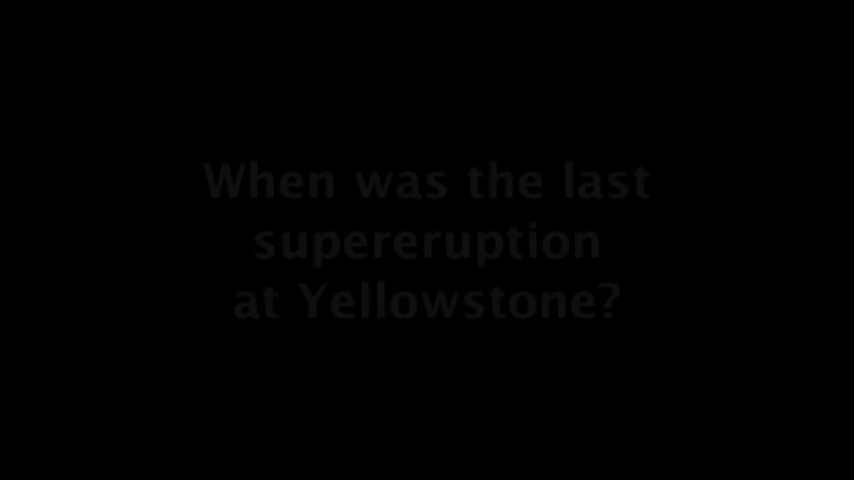 When was the last
supereruption
at Yellowstone?